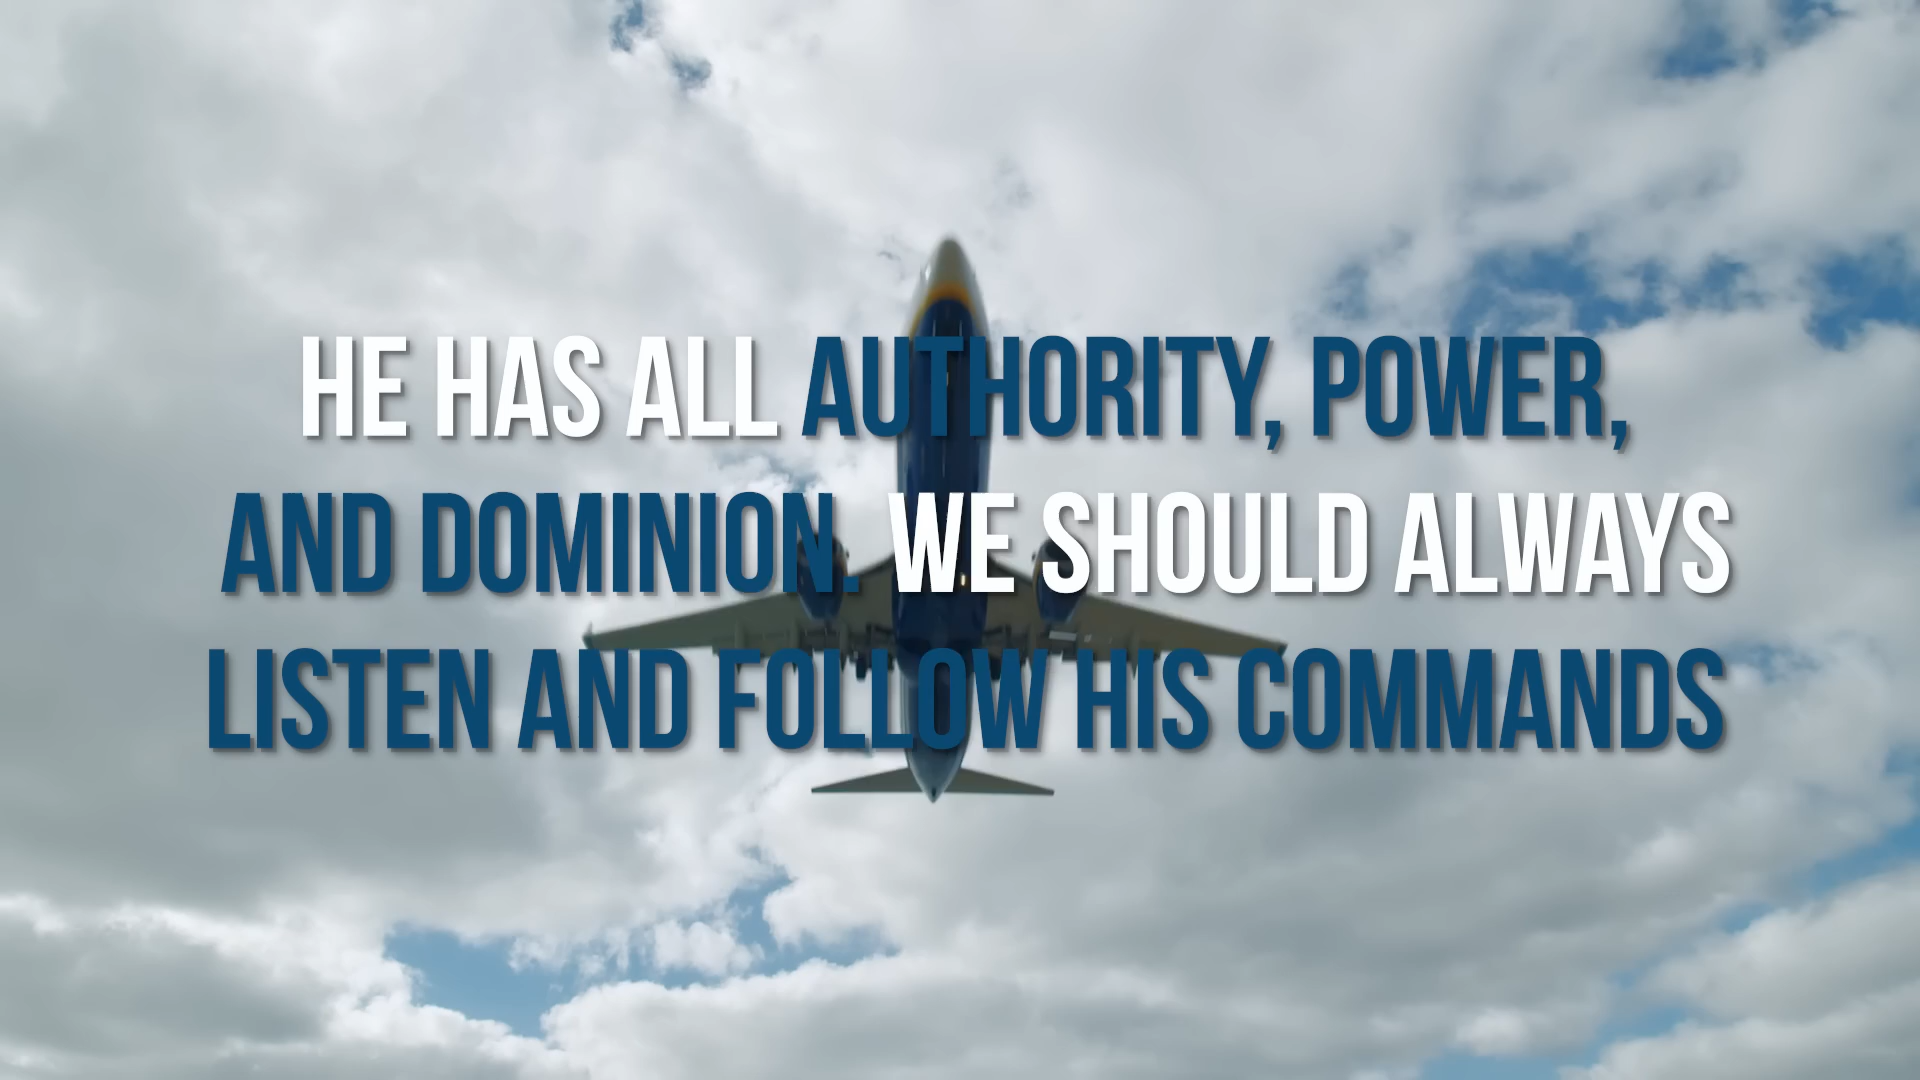 HE HAS ALL AUTHORITY, POWER,
AND DOMINION. WE SHOULD ALWAYS
LISTEN AND FOLLOW HIS COMMANDS